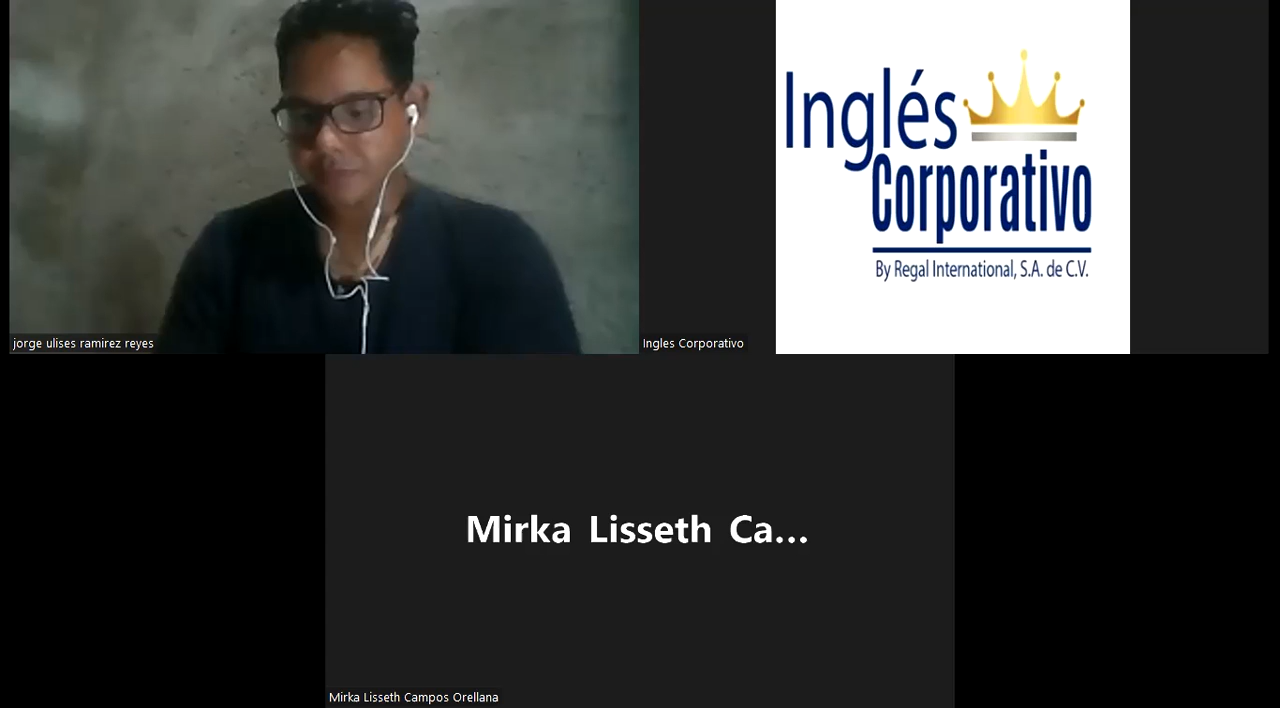 Inglés
Corporativo
By Regal International, S.A. de C.V.
jorge ulises ramirez reyes
Ingles Corporativo
Mirka Lisseth Ca...
Mirka Lisseth Campos Orellana